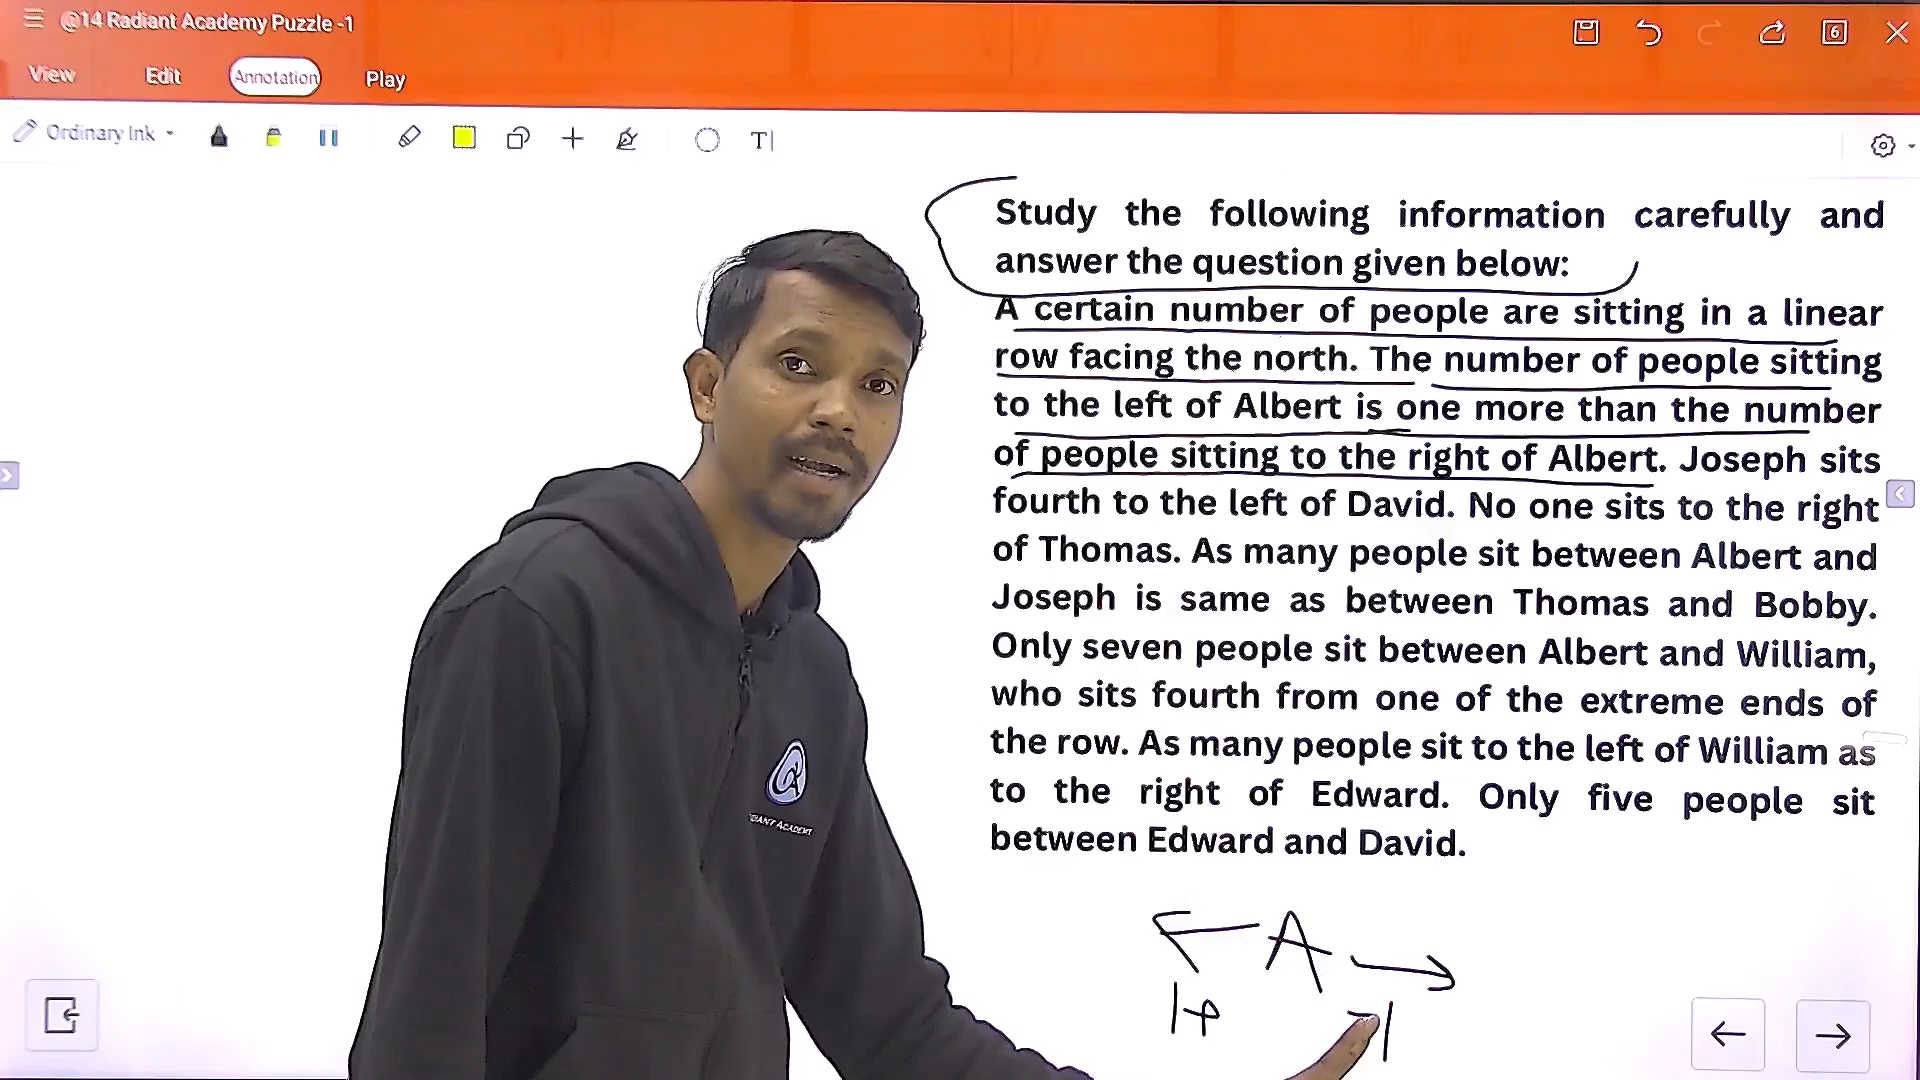 @14 Radiant Academy Puzzle -1
6
View Edit Annotation Play
Ordinary Ink
T|
Study the following information carefully and
answer the question given below:
A certain number of people are sitting in a linear
row facing the north. The number of people sitting
to the left of Albert is one more than the number
of people sitting to the right of Albert. Joseph sits
fourth to the left of David. No one sits to the right
of Thomas. As many people sit between Albert and
Joseph is same as between Thomas and Bobby.
Only seven people sit between Albert and William,
who sits fourth from one of the extreme ends of
the row. As many people sit to the left of William as
to the right of Edward. Only five people sit
between Edward and David.
A
1+
-1